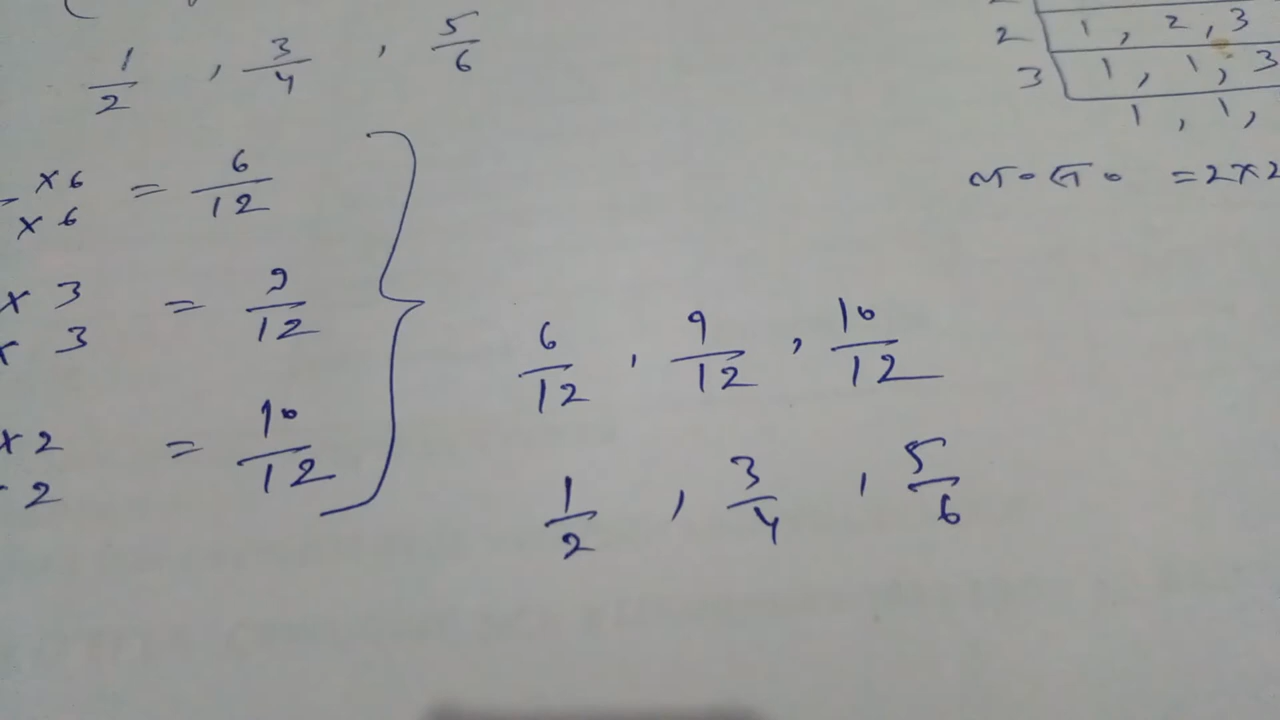 1/2 , 3/4 , 5/6
× 6 / × 6 = 6/12
× 3 / × 3 = 9/12
× 2 / 2 = 10/12
6/12 , 9/12 , 10/12
1/2 , 3/4 , 5/6
2 1 , 2 , 3
3 1 , 1 , 3
1 , 1 ,
= 2 × 2